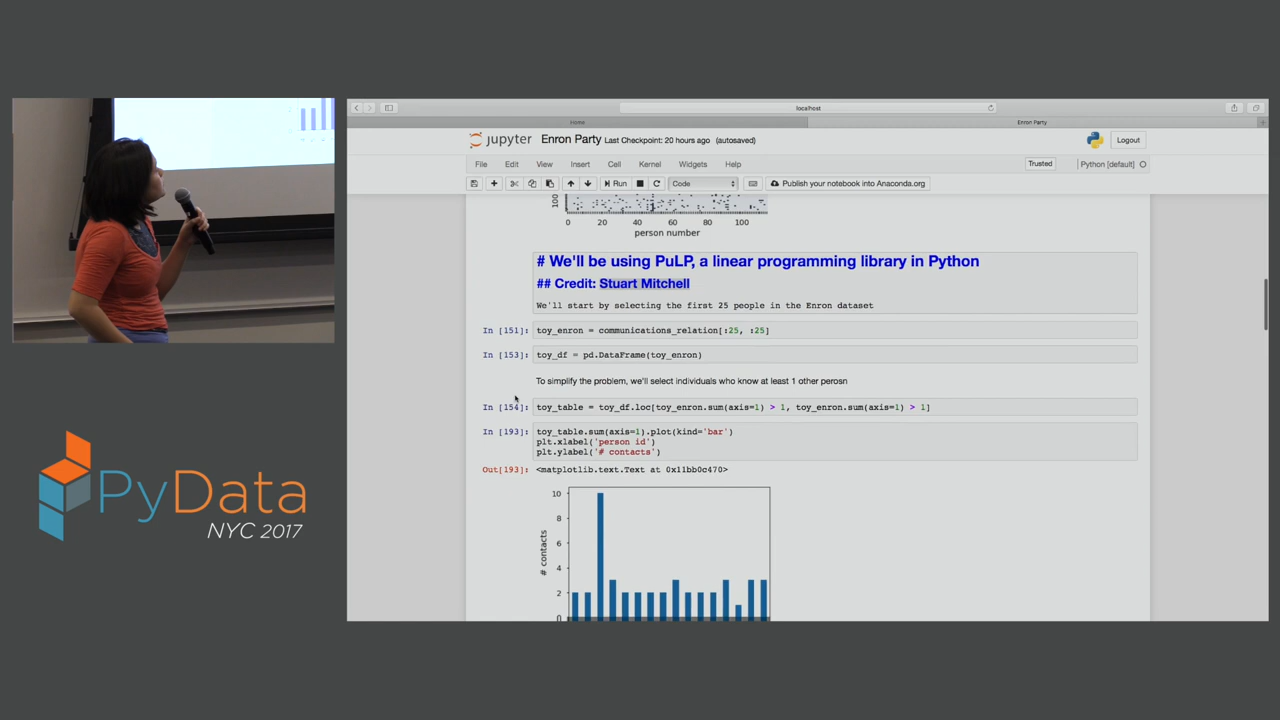 localhost
Home
Enron Party
jupyter Enron Party Last Checkpoint: 20 hours ago (autosaved)
Logout
File Edit View Insert Cell Kernel Widgets Help
Trusted
Python [default]
Run
Code
Publish your notebook into Anaconda.org
100
0 20 40 60 80 100
person number
# We'll be using PuLP, a linear programming library in Python
## Credit: Stuart Mitchell
We'll start by selecting the first 25 people in the Enron dataset
In [151]: toy_enron = communications_relation[:25, :25]
In [153]: toy_df = pd.DataFrame(toy_enron)
To simplify the problem, we'll select individuals who know at least 1 other perosn
In [154]: toy_table = toy_df.loc[toy_enron.sum(axis=1) > 1, toy_enron.sum(axis=1) > 1]
In [193]: toy_table.sum(axis=1).plot(kind='bar')
plt.xlabel('person id')
plt.ylabel('# contacts')
Out[193]: <matplotlib.text.Text at 0x11bb0c470>
10
8
6
4
2
0
# contacts
PyData
NYC 2017